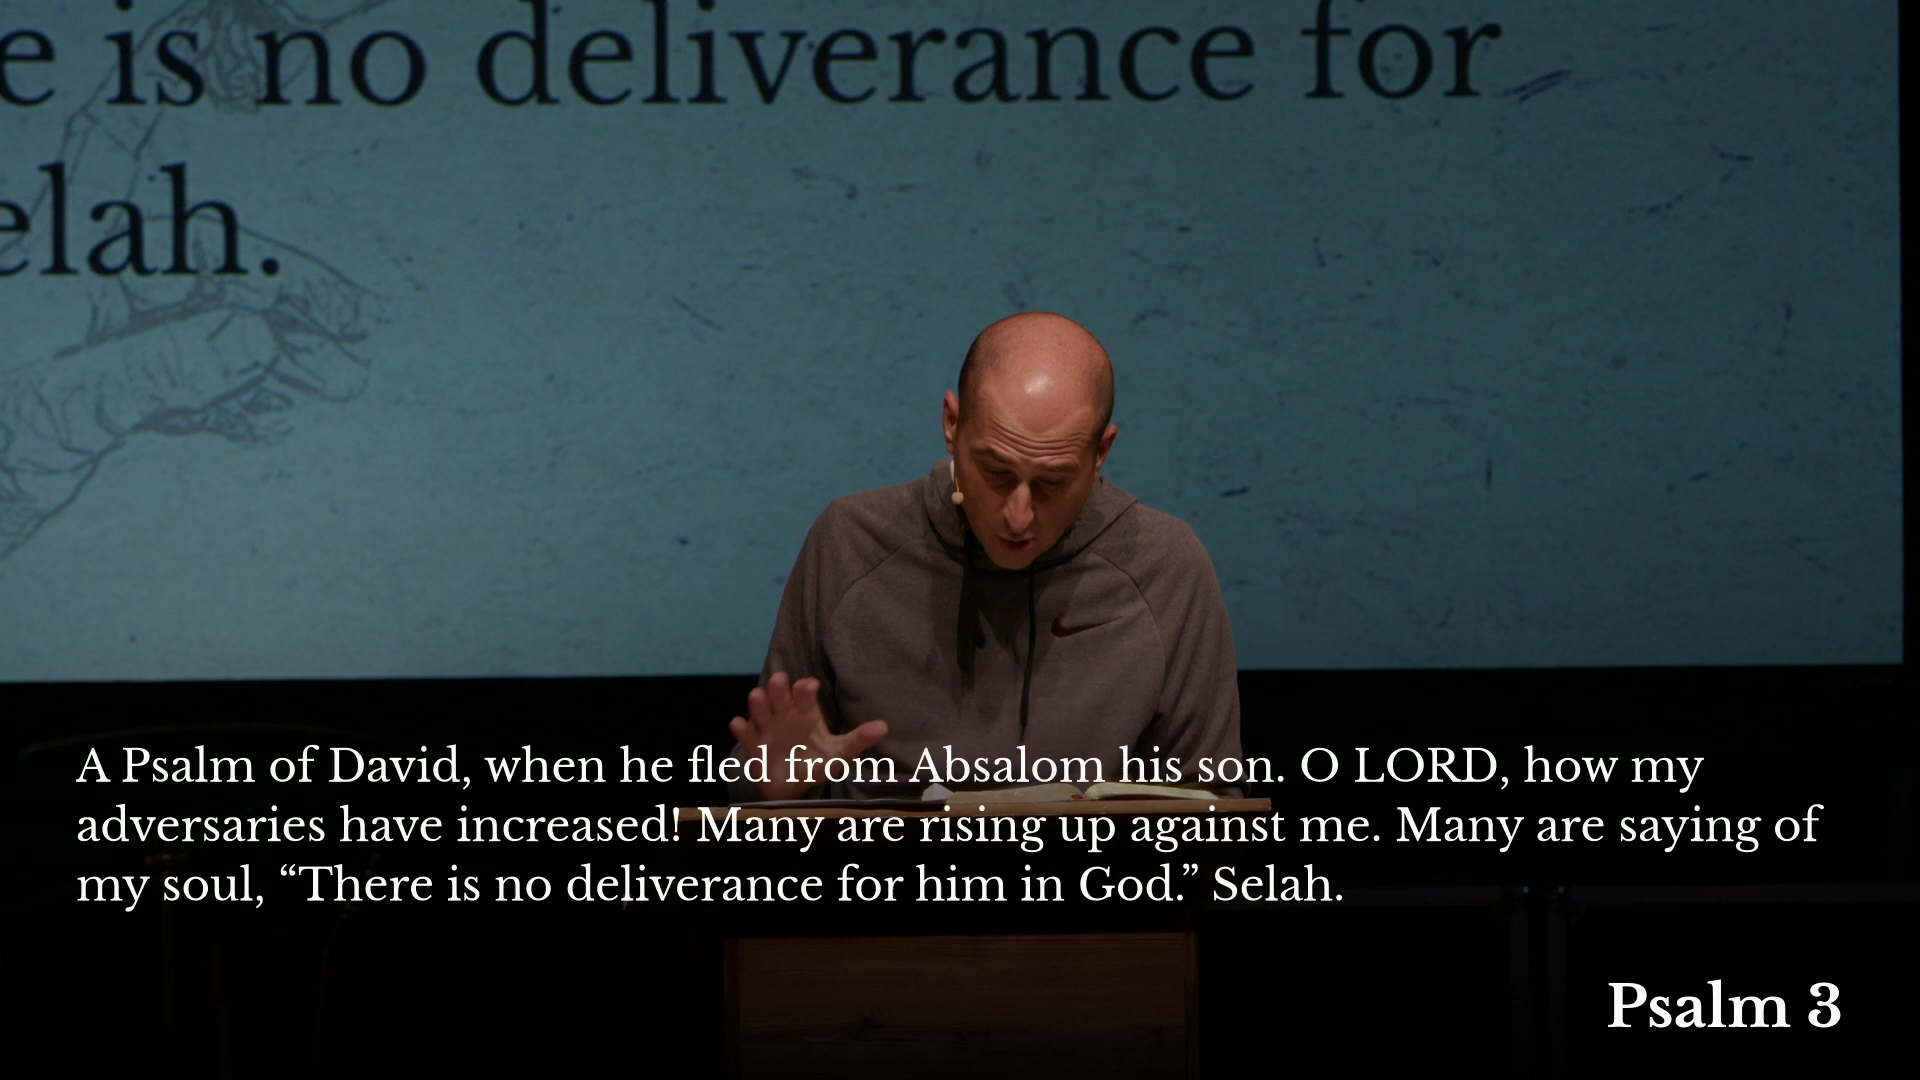 e is no deliverance for
elah.
A Psalm of David, when he fled from Absalom his son. O LORD, how my
adversaries have increased! Many are rising up against me. Many are saying of
my soul, “There is no deliverance for him in God.” Selah.
Psalm 3